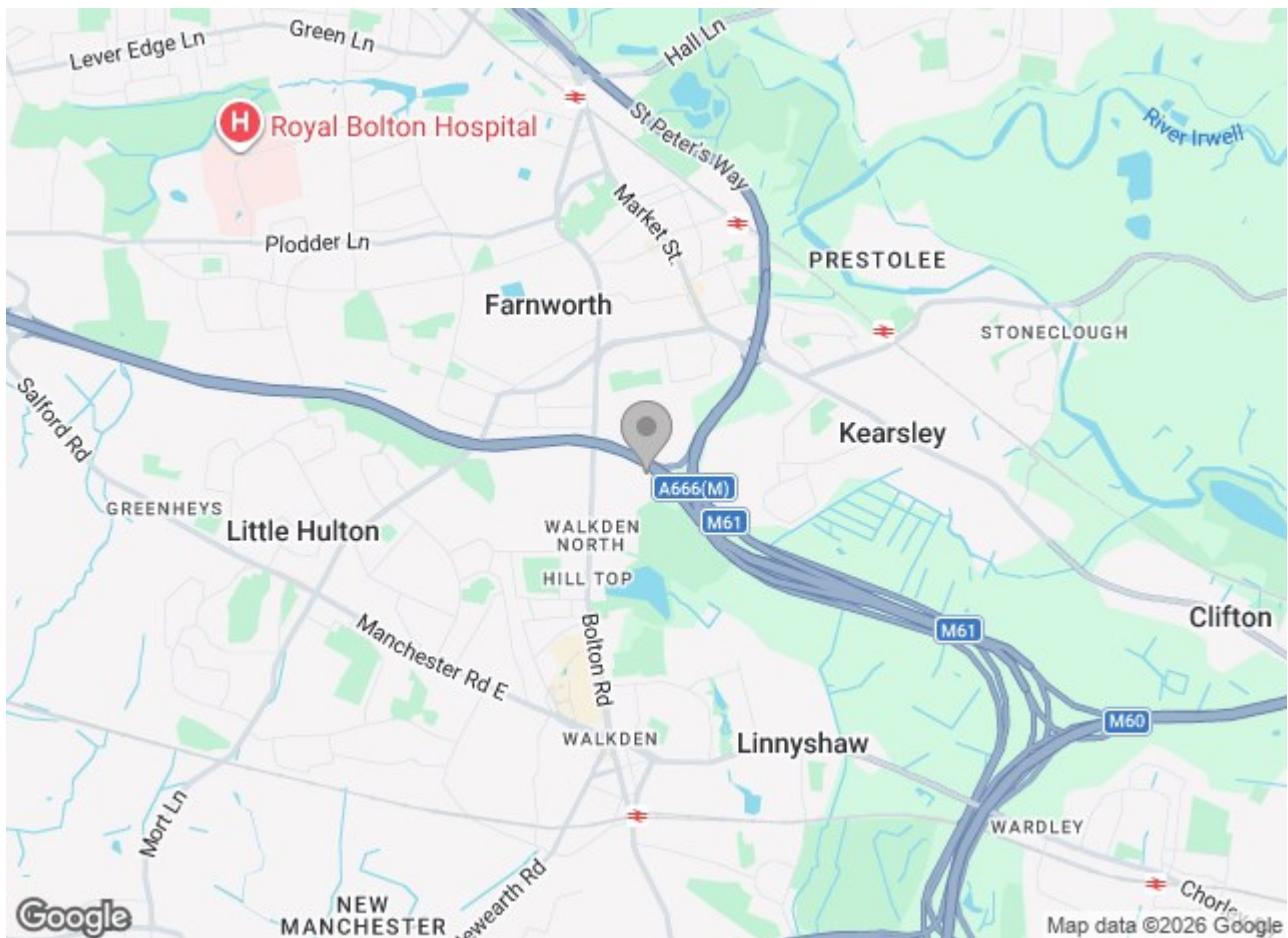 Lever Edge Ln
Green Ln
Hall Ln
H
Royal Bolton Hospital
St Peter's Way
River Irwell
Market St.
Plodder Ln
PRESTOLEE
Farnworth
STONECLOUGH
Salford Rd
Kearsley
A666(M)
M61
GREENHEYS
Little Hulton
WALKDEN
NORTH
HILL TOP
Clifton
M61
Manchester Rd E
Bolton Rd
M60
WALKDEN
Linnyshaw
Mort Ln
WARDLEY
NEW
MANCHESTER
Chorley
Google
Map data ©2026 Google